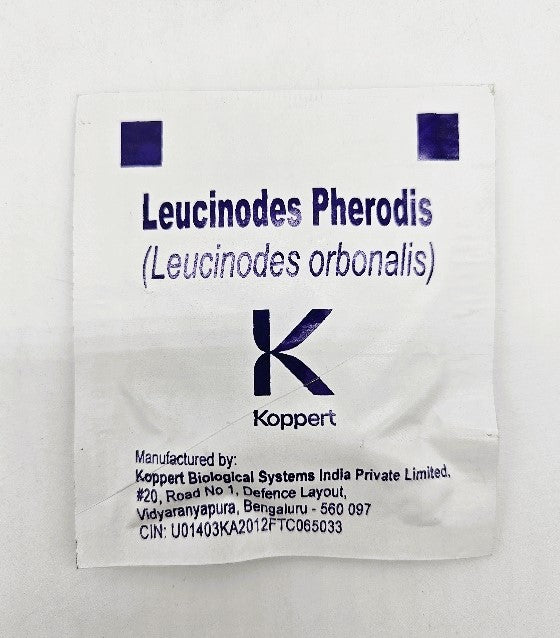 Leucinodes Pherodis
(Leucinodes orbonalis)
K
Koppert
Manufactured by:
Koppert Biological Systems India Private Limited,
#20, Road No 1, Defence Layout,
Vidyaranyapura, Bengaluru - 560 097
CIN: U01403KA2012FTC065033